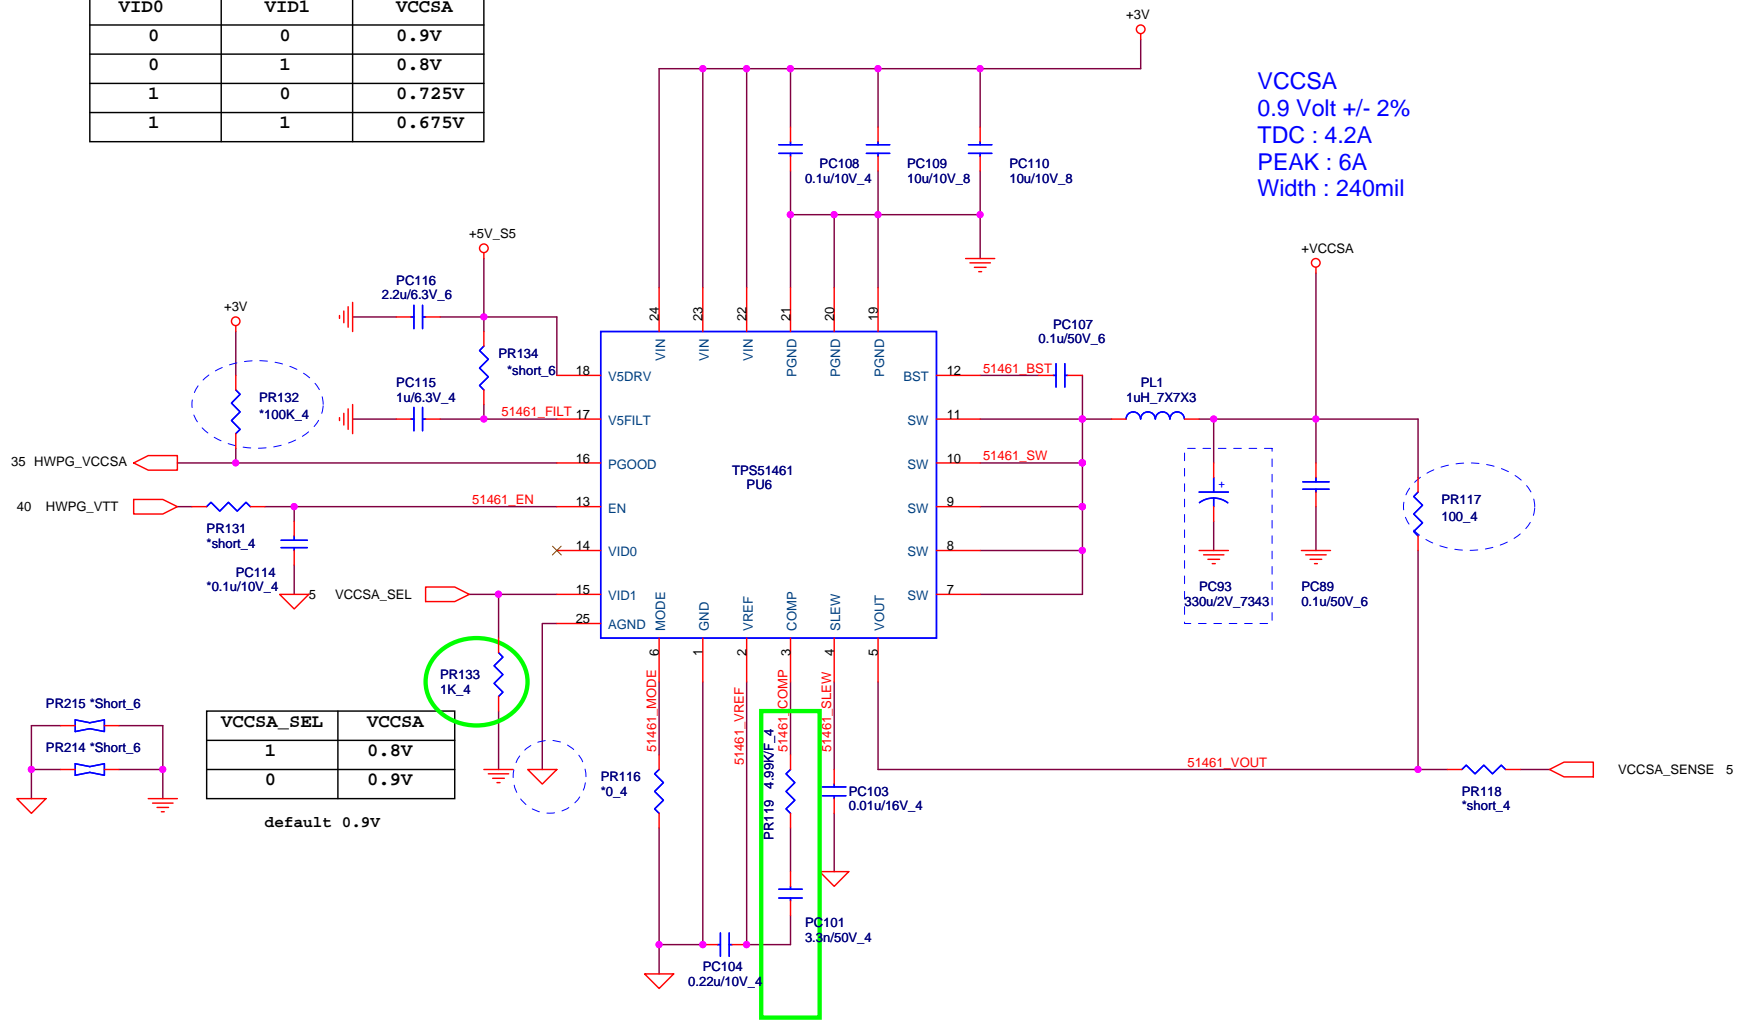 VID0 VID1 VCCSA
0 0 0.9V
0 1 0.8V
1 0 0.725V
1 1 0.675V
+3V
VCCSA
0.9 Volt +/- 2%
TDC : 4.2A
PEAK : 6A
Width : 240mil
PC108
0.1u/10V_4
PC109
10u/10V_8
PC110
10u/10V_8
+5V_S5
+VCCSA
PC116
2.2u/6.3V_6
+3V
PR134
*short_6
PC115
1u/6.3V_4
PR132
*100K_4
51461_FILT
24 23 22 21 20 19
VIN VIN VIN PGND PGND PGND
18 V5DRV
17 V5FILT
16 PGOOD
13 EN
14 VID0
15 VID1
25 AGND
TPS51461
PU6
BST 12
SW 11
SW 10
SW 9
SW 8
SW 7
MODE GND VREF COMP SLEW VOUT
6 1 2 3 4 5
PC107
0.1u/50V_6
51461_BST
51461_SW
PL1
1uH_7X7X3
PC93
330u/2V_7343
PC89
0.1u/50V_6
PR117
100_4
35 HWPG_VCCSA
40 HWPG_VTT
51461_EN
PR131
*short_4
PC114
*0.1u/10V_4
5 VCCSA_SEL
PR133
1K_4
PR215 *Short_6
PR214 *Short_6
VCCSA_SEL VCCSA
1 0.8V
0 0.9V
default 0.9V
51461_MODE
51461_VREF
51461_COMP
51461_SLEW
PR116
*0_4
PR119 4.99K/F_4
PC103
0.01u/16V_4
PC101
3.3n/50V_4
PC104
0.22u/10V_4
51461_VOUT
PR118
*short_4
VCCSA_SENSE 5